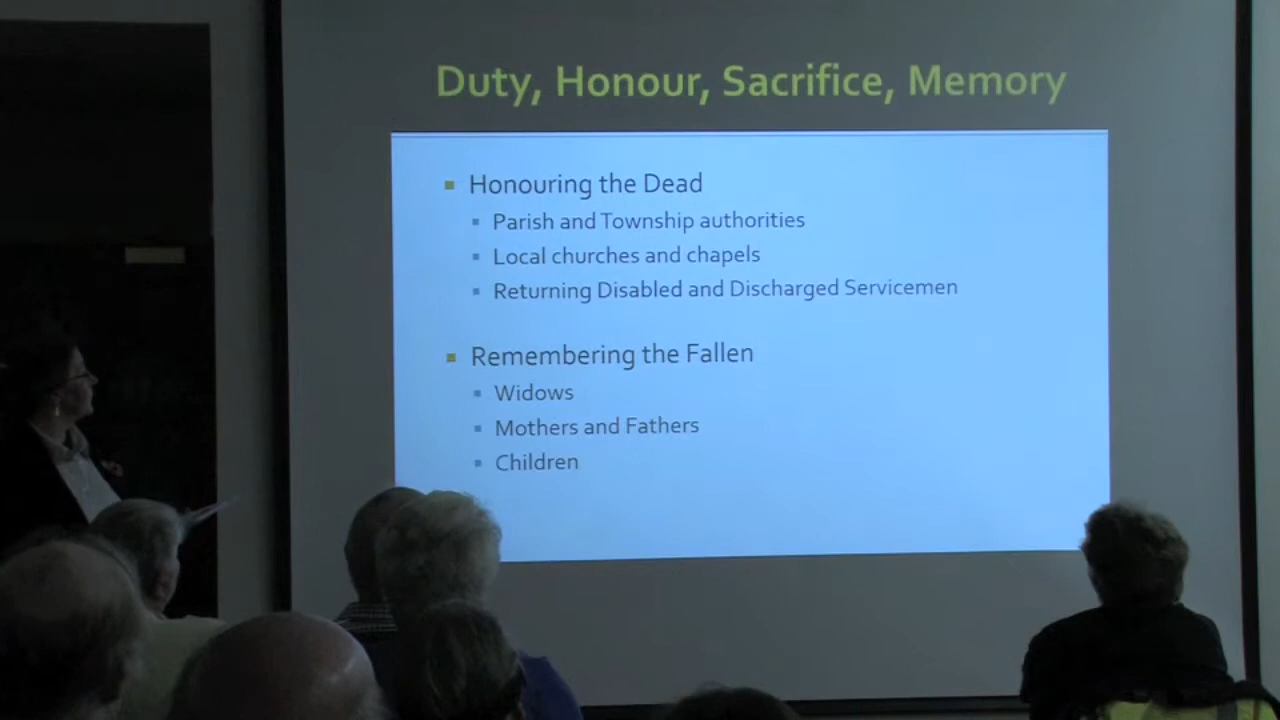 Duty, Honour, Sacrifice, Memory
Honouring the Dead
Parish and Township authorities
Local churches and chapels
Returning Disabled and Discharged Servicemen
Remembering the Fallen
Widows
Mothers and Fathers
Children